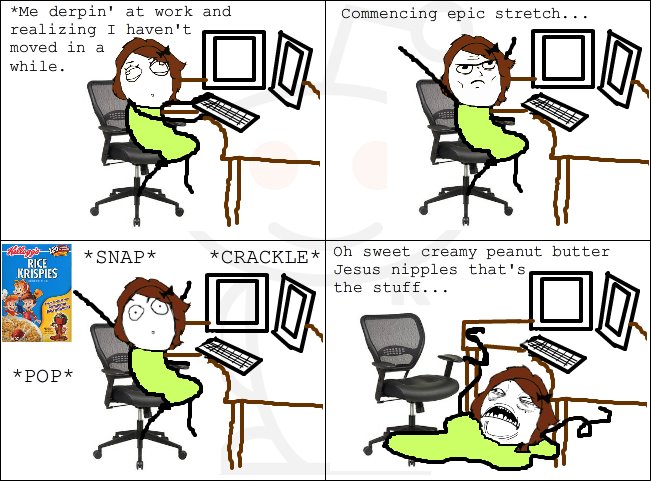 *Me derpin' at work and
realizing I haven't
moved in a
while.
Commencing epic stretch...
Kellogg's
RICE
KRISPIES
*SNAP*
*CRACKLE*
*POP*
Oh sweet creamy peanut butter
Jesus nipples that's
the stuff...